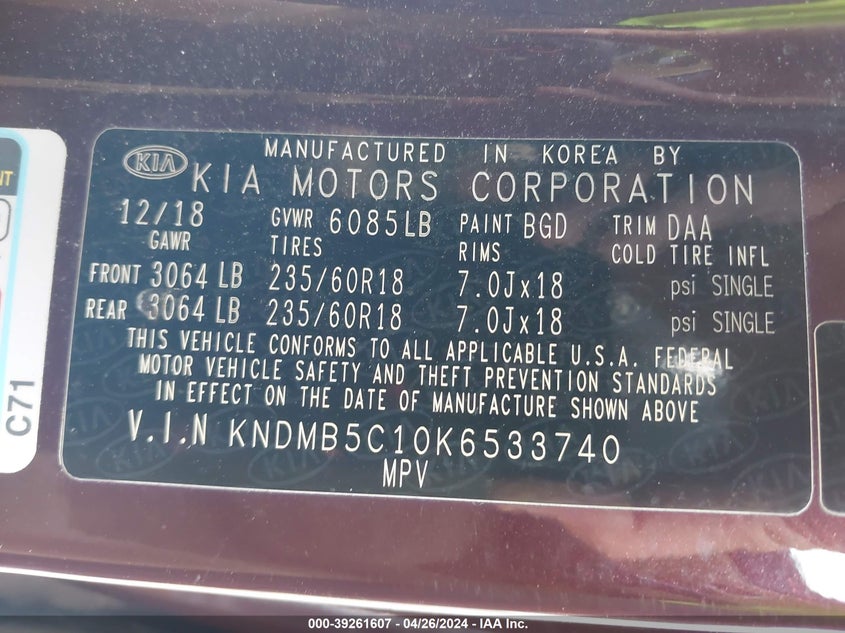 KIA
MANUFACTURED IN KOREA BY
KIA MOTORS CORPORATION
12/18 GVWR 6085LB PAINT BGD TRIM DAA
GAWR TIRES RIMS COLD TIRE INFL
FRONT 3064 LB 235/60R18 7.0Jx18 psi SINGLE
REAR 3064 LB 235/60R18 7.0Jx18 psi SINGLE
THIS VEHICLE CONFORMS TO ALL APPLICABLE U.S.A. FEDERAL
MOTOR VEHICLE SAFETY AND THEFT PREVENTION STANDARDS
IN EFFECT ON THE DATE OF MANUFACTURE SHOWN ABOVE
V.I.N KNDMB5C10K6533740
MPV
C71
000-39261607 - 04/26/2024 - IAA Inc.